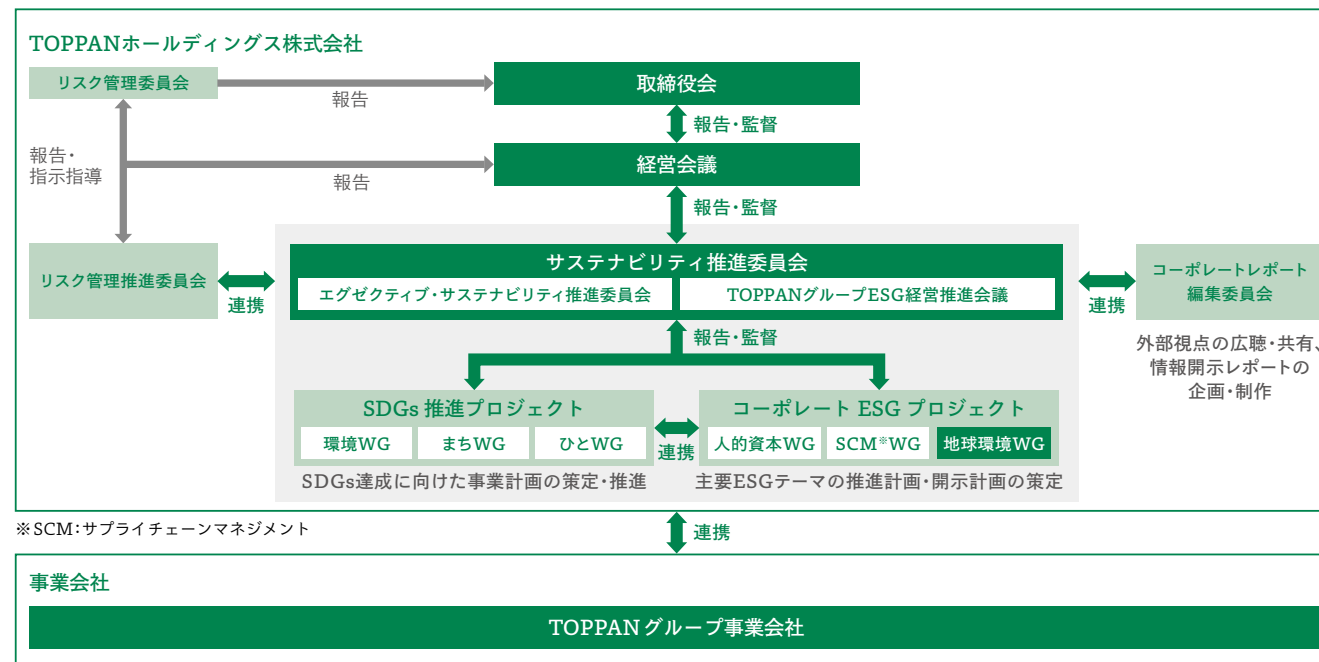 TOPPANホールディングス株式会社
リスク管理委員会
報告
取締役会
報告・監督
報告・
指示指導
報告
経営会議
報告・監督
リスク管理推進委員会
連携
サステナビリティ推進委員会
エグゼクティブ・サステナビリティ推進委員会
TOPPANグループESG経営推進会議
連携
コーポレートレポート
編集委員会
外部視点の広聴・共有、
情報開示レポートの
企画・制作
報告・監督
SDGs 推進プロジェクト
環境WG
まちWG
ひとWG
SDGs達成に向けた事業計画の策定・推進
連携
コーポレート ESG プロジェクト
人的資本WG
SCM※WG
地球環境WG
主要ESGテーマの推進計画・開示計画の策定
※SCM:サプライチェーンマネジメント
連携
事業会社
TOPPANグループ事業会社